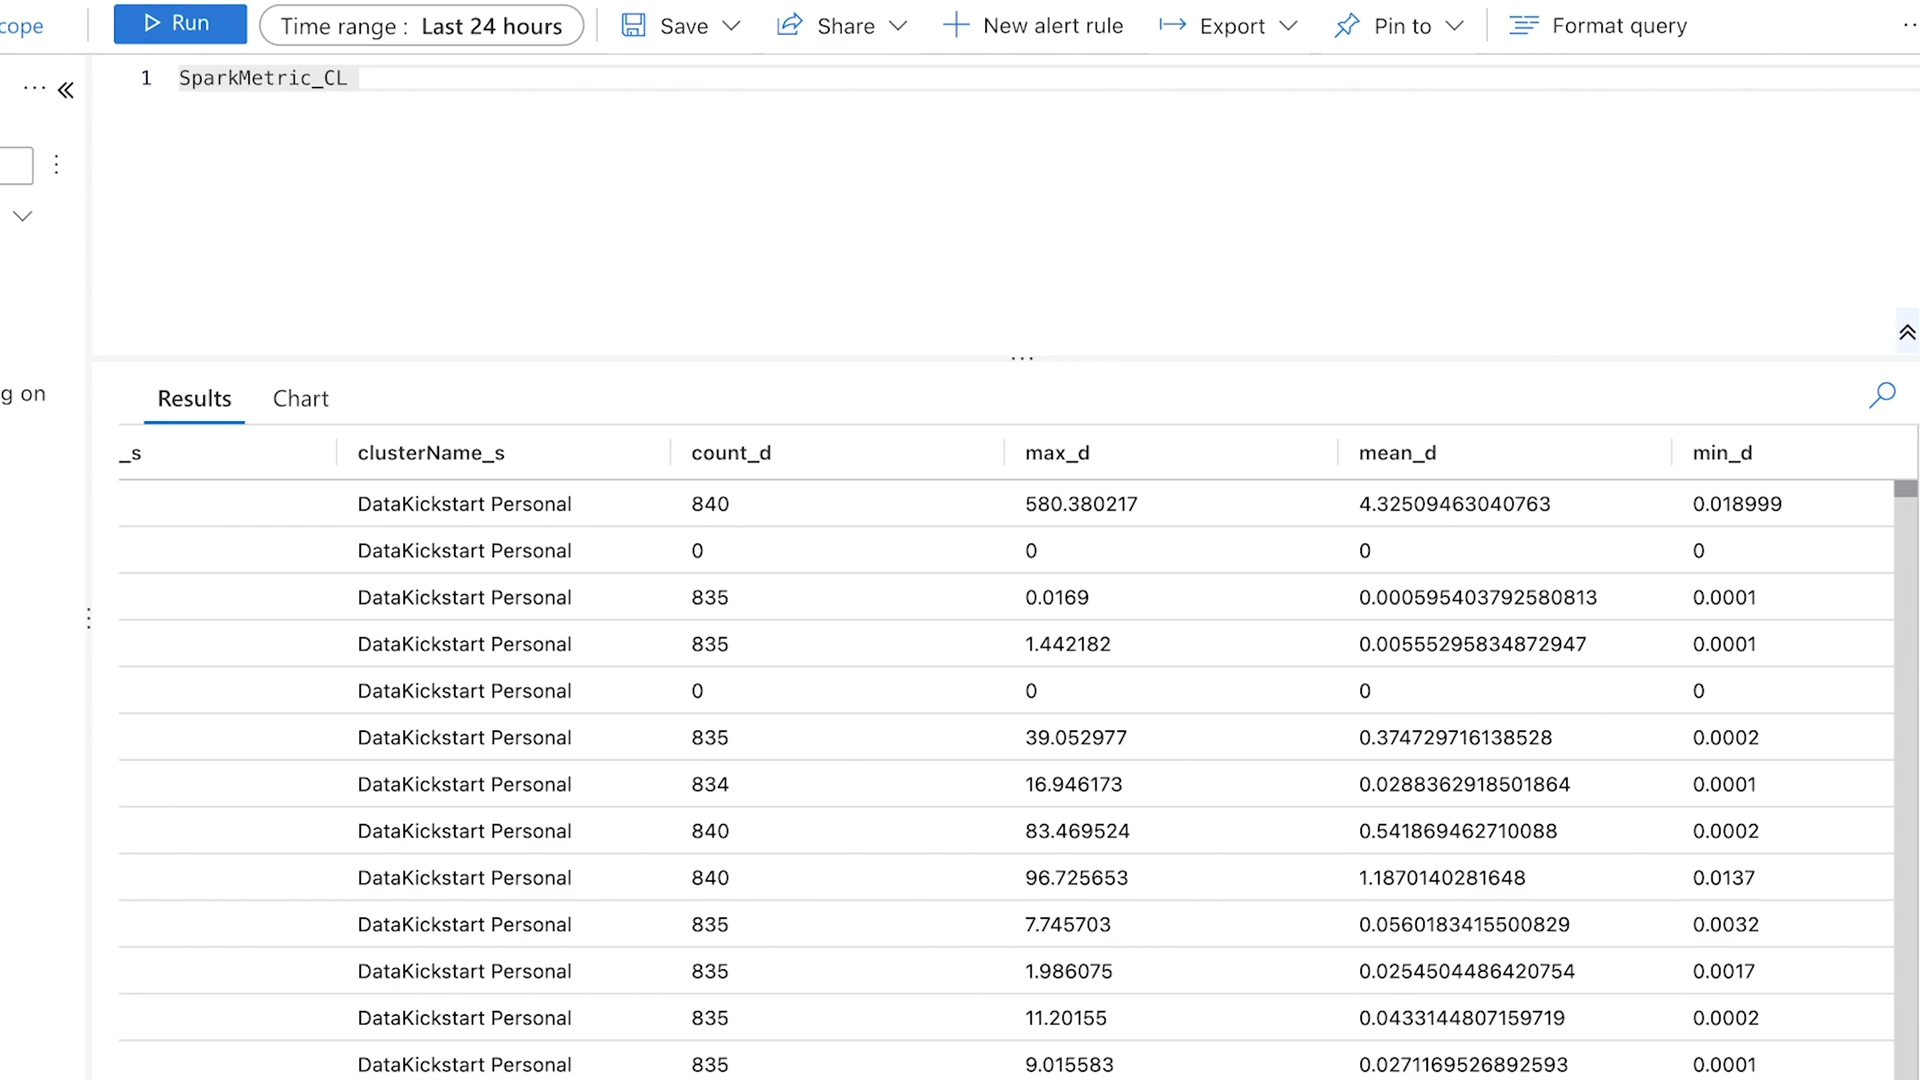 cope Run Time range : Last 24 hours Save Share New alert rule Export Pin to Format query
1 SparkMetric_CL
g on
Results Chart
_s clusterName_s count_d max_d mean_d min_d
DataKickstart Personal 840 580.380217 4.32509463040763 0.018999
DataKickstart Personal 0 0 0 0
DataKickstart Personal 835 0.0169 0.000595403792580813 0.0001
DataKickstart Personal 835 1.442182 0.00555295834872947 0.0001
DataKickstart Personal 0 0 0 0
DataKickstart Personal 835 39.052977 0.374729716138528 0.0002
DataKickstart Personal 834 16.946173 0.0288362918501864 0.0001
DataKickstart Personal 840 83.469524 0.541869462710088 0.0002
DataKickstart Personal 840 96.725653 1.1870140281648 0.0137
DataKickstart Personal 835 7.745703 0.0560183415500829 0.0032
DataKickstart Personal 835 1.986075 0.0254504486420754 0.0017
DataKickstart Personal 835 11.20155 0.0433144807159719 0.0002
DataKickstart Personal 835 9.015583 0.0271169526892593 0.0001